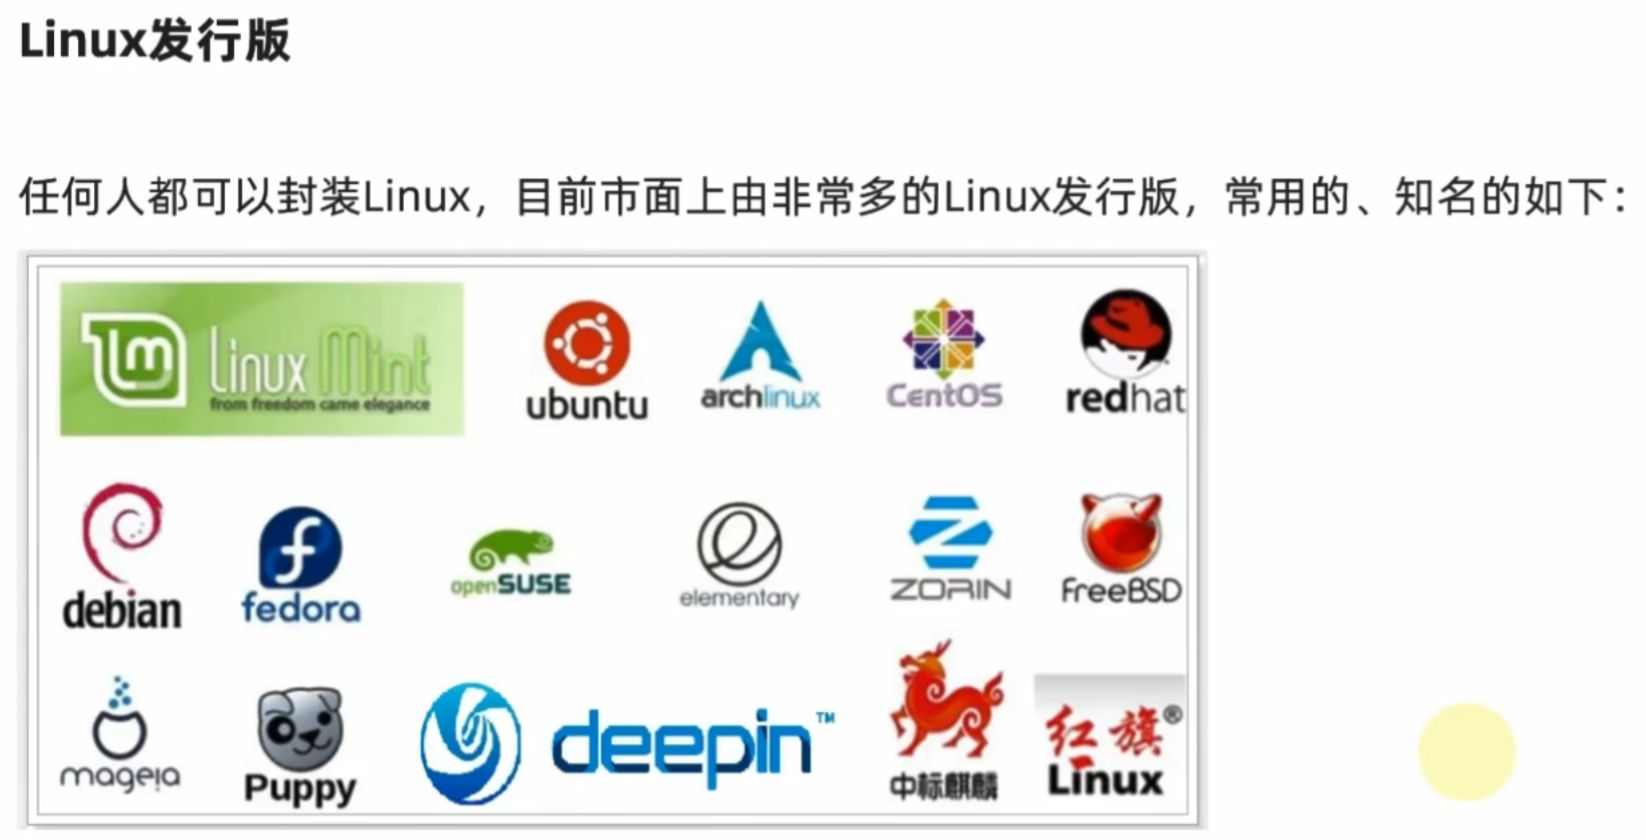 Linux发行版
任何人都可以封装Linux，目前市面上由非常多的Linux发行版，常用的、知名的如下：
lm Linux Mint
from freedom came elegance
ubuntu
archlinux
CentOS
redhat
debian
fedora
openSUSE
elementary
ZORIN
FreeBSD
mageia
Puppy
deepin™
中标麒麟
红旗®
Linux